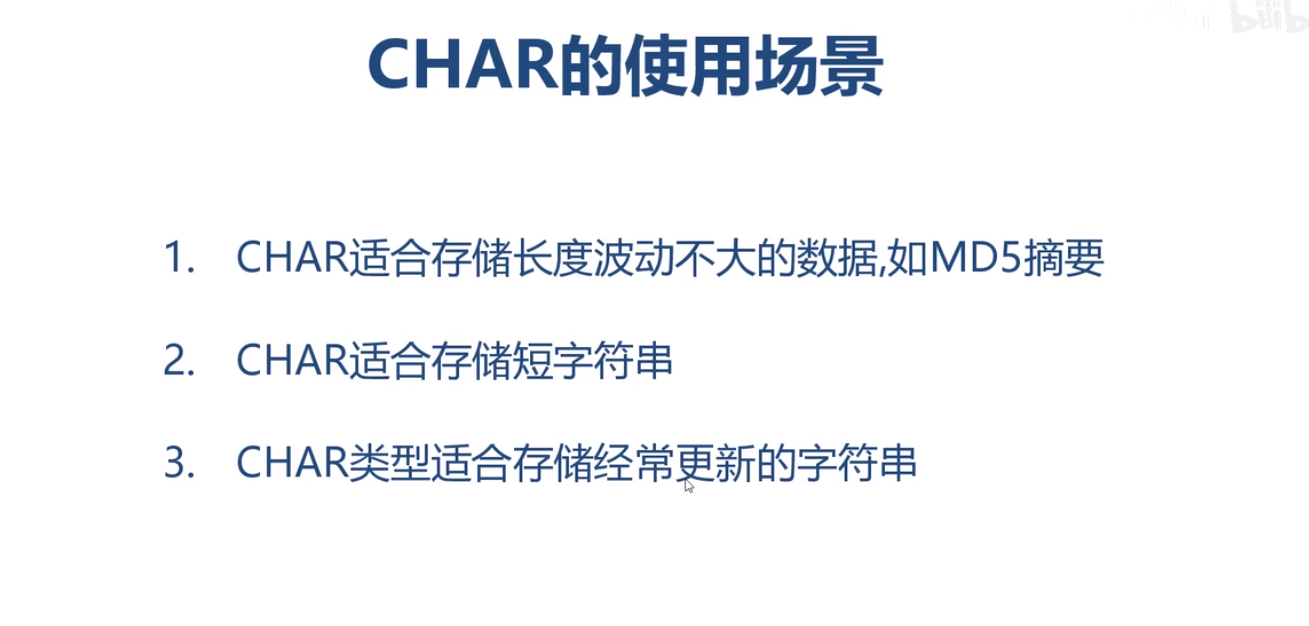 CHAR的使用场景
1. CHAR适合存储长度波动不大的数据,如MD5摘要
2. CHAR适合存储短字符串
3. CHAR类型适合存储经常更新的字符串